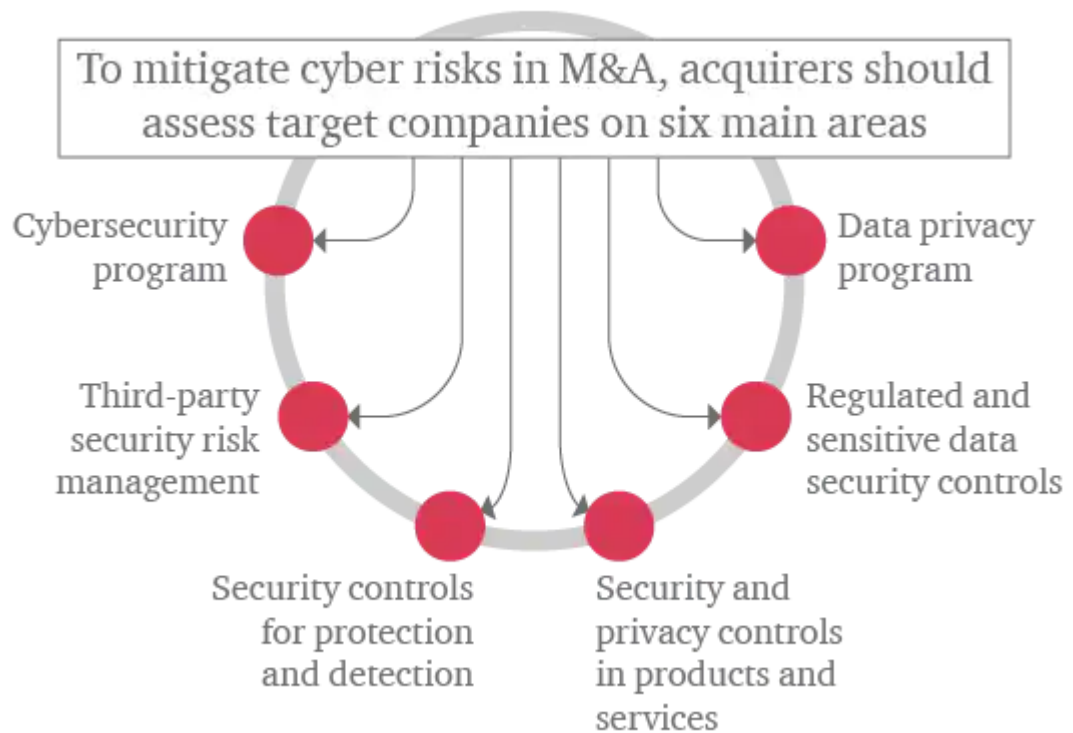 To mitigate cyber risks in M&A, acquirers should
assess target companies on six main areas
Cybersecurity
program
Data privacy
program
Third-party
security risk
management
Regulated and
sensitive data
security controls
Security controls
for protection
and detection
Security and
privacy controls
in products and
services